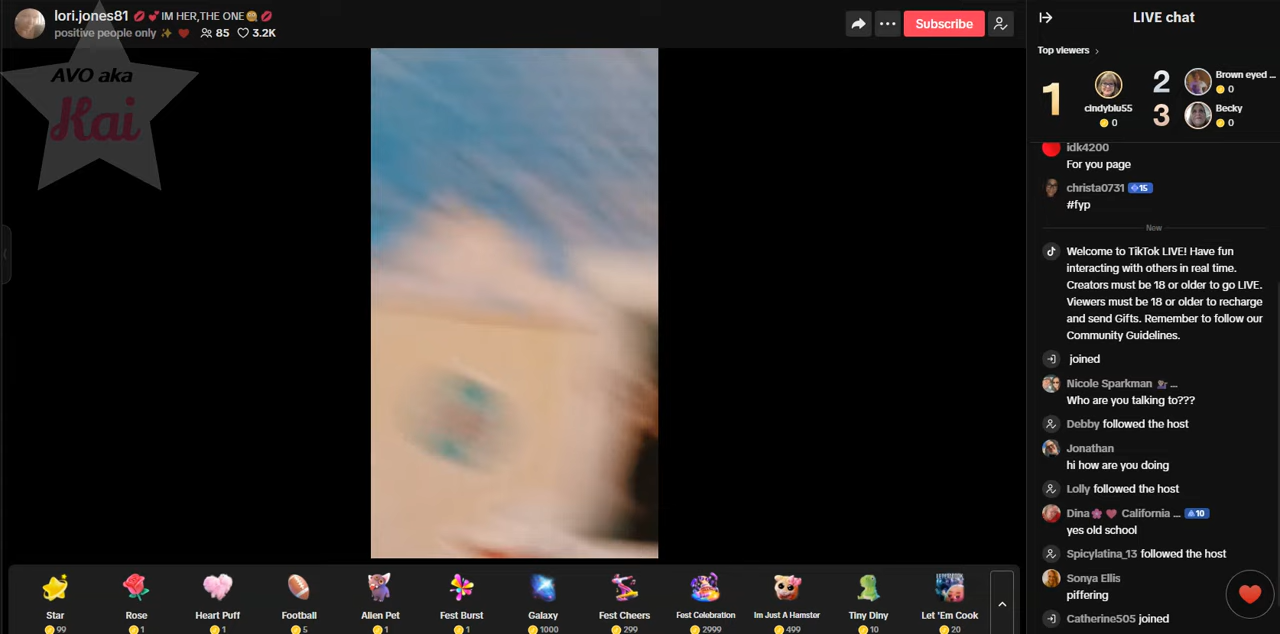 lori.jones81 💋💕IM HER,THE ONE😊💋
positive people only ✨ ♥ 85 3.2K
Subscribe
AVO aka
Kai
LIVE chat
Top viewers >
1
cindyblu55
0
2
Brown eyed ...
0
3
Becky
0
idk4200
For you page
christa0731 15
#fyp
New
Welcome to TikTok LIVE! Have fun
interacting with others in real time.
Creators must be 18 or older to go LIVE.
Viewers must be 18 or older to recharge
and send Gifts. Remember to follow our
Community Guidelines.
joined
Nicole Sparkman ...
Who are you talking to???
Debby followed the host
Jonathan
hi how are you doing
Lolly followed the host
Dina🌸 ♥ California ... 10
yes old school
Spicylatina_13 followed the host
Sonya Ellis
piffering
Catherine505 joined
Star Rose Heart Puff Football Alien Pet Fest Burst Galaxy Fest Cheers Fest Celebration Im Just A Hamstor Tiny Diny Let 'Em Cook
99 1 1 5 1 1 1000 299 2999 499 10 20